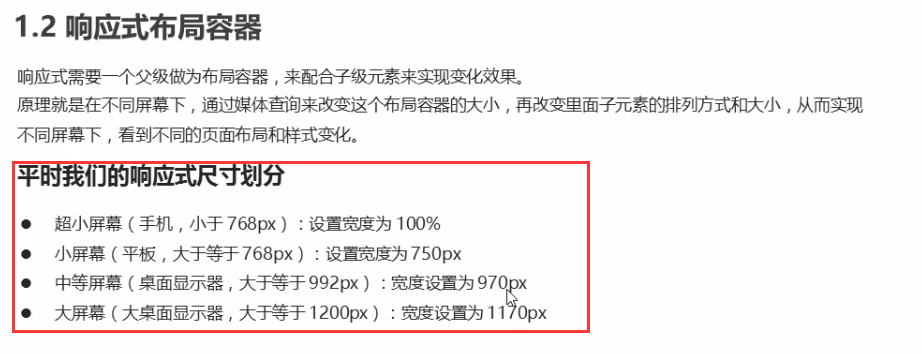 1.2 响应式布局容器
响应式需要一个父级做为布局容器，来配合子级元素来实现变化效果。
原理就是在不同屏幕下，通过媒体查询来改变这个布局容器的大小，再改变里面子元素的排列方式和大小，从而实现
不同屏幕下，看到不同的页面布局和样式变化。
平时我们的响应式尺寸划分
● 超小屏幕（手机，小于 768px）：设置宽度为 100%
● 小屏幕（平板，大于等于 768px）：设置宽度为 750px
● 中等屏幕（桌面显示器，大于等于 992px）：宽度设置为 970px
● 大屏幕（大桌面显示器，大于等于 1200px）：宽度设置为 1170px